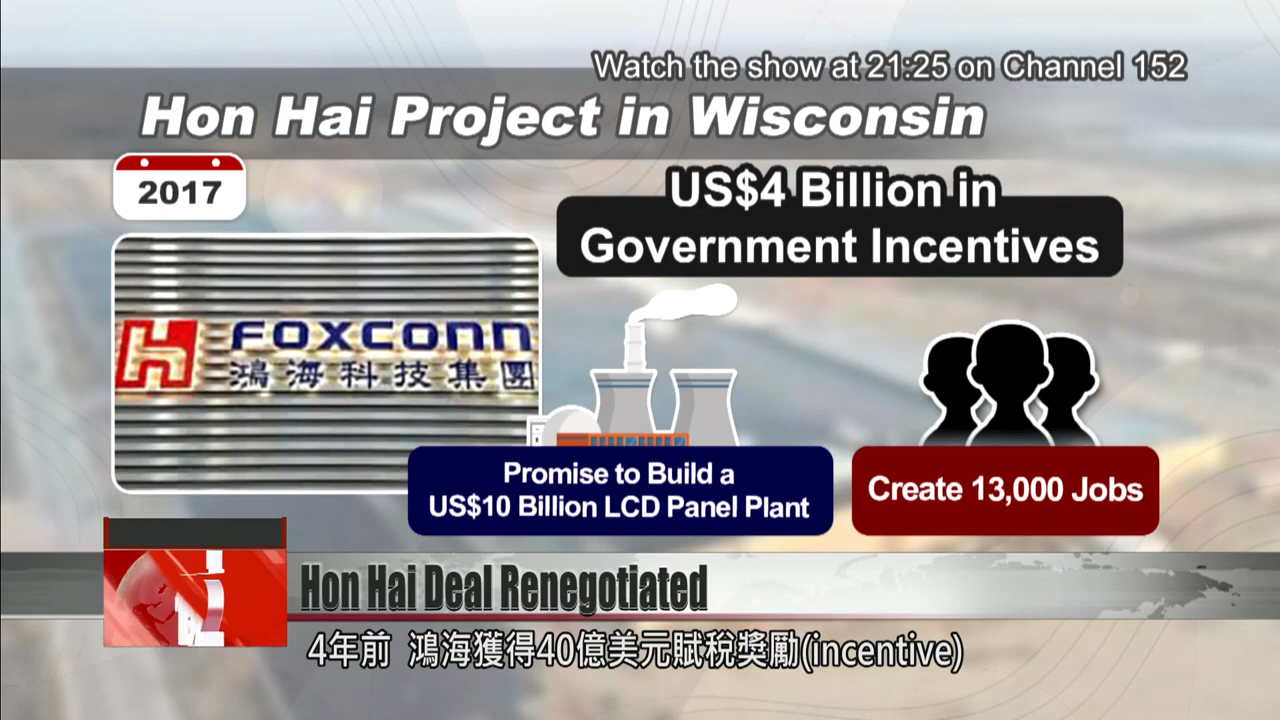 Watch the show at 21:25 on Channel 152
Hon Hai Project in Wisconsin
2017
US$4 Billion in
Government Incentives
FOXCONN
鴻海科技集團
Promise to Build a
US$10 Billion LCD Panel Plant
Create 13,000 Jobs
Hon Hai Deal Renegotiated
4年前 鴻海獲得40億美元賦稅獎勵(incentive)